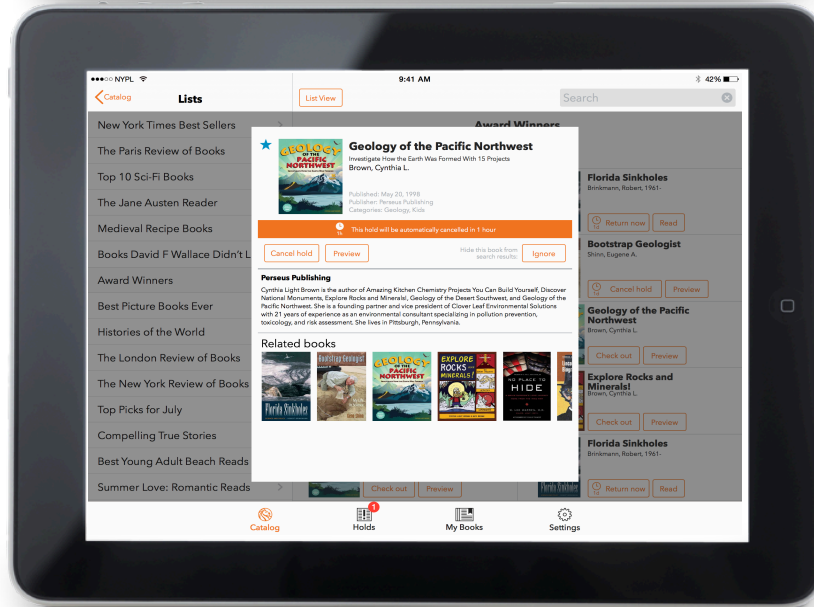 NYPL
9:41 AM
42%
Catalog
Lists
List View
Search
New York Times Best Sellers
The Paris Review of Books
Top 10 Sci-Fi Books
The Jane Austen Reader
Medieval Recipe Books
Books David F Wallace Didn't L
Award Winners
Best Picture Books Ever
Histories of the World
The London Review of Books
The New York Review of Books
Top Picks for July
Compelling True Stories
Best Young Adult Beach Reads
Summer Love: Romantic Reads
Award Winners
GEOLOGY
OF THE
PACIFIC
NORTHWEST
Geology of the Pacific Northwest
Investigate How the Earth Was Formed With 15 Projects
Brown, Cynthia L.
Published: May 20, 1998
Publisher: Perseus Publishing
Categories: Geology, Kids
This hold will be automatically cancelled in 1 hour
Cancel hold
Preview
Hide this book from
search results:
Ignore
Perseus Publishing
Cynthia Light Brown is the author of Amazing Kitchen Chemistry Projects You Can Build Yourself, Discover
National Monuments, Explore Rocks and Minerals!, Geology of the Desert Southwest, and Geology of the
Pacific Northwest. She is a founding partner and vice president of Clover Leaf Environmental Solutions
with 21 years of experience as an environmental consultant specializing in pollution prevention,
toxicology, and risk assessment. She lives in Pittsburgh, Pennsylvania.
Related books
Florida Sinkholes
Bootstrap Geologist
GEOLOGY
OF THE
PACIFIC
NORTHWEST
EXPLORE
ROCKS AND
MINERALS!
NO PLACE TO
HIDE
Florida Sinkholes
Brinkmann, Robert, 1961-
Return now
Read
Bootstrap Geologist
Shinn, Eugene A.
Cancel hold
Preview
Geology of the Pacific
Northwest
Brown, Cynthia L.
Check out
Preview
Explore Rocks and
Minerals!
Brown, Cynthia L.
Check out
Preview
Florida Sinkholes
Brinkmann, Robert, 1961-
Return now
Read
Check out
Preview
Florida Sinkholes
Catalog
1
Holds
My Books
Settings